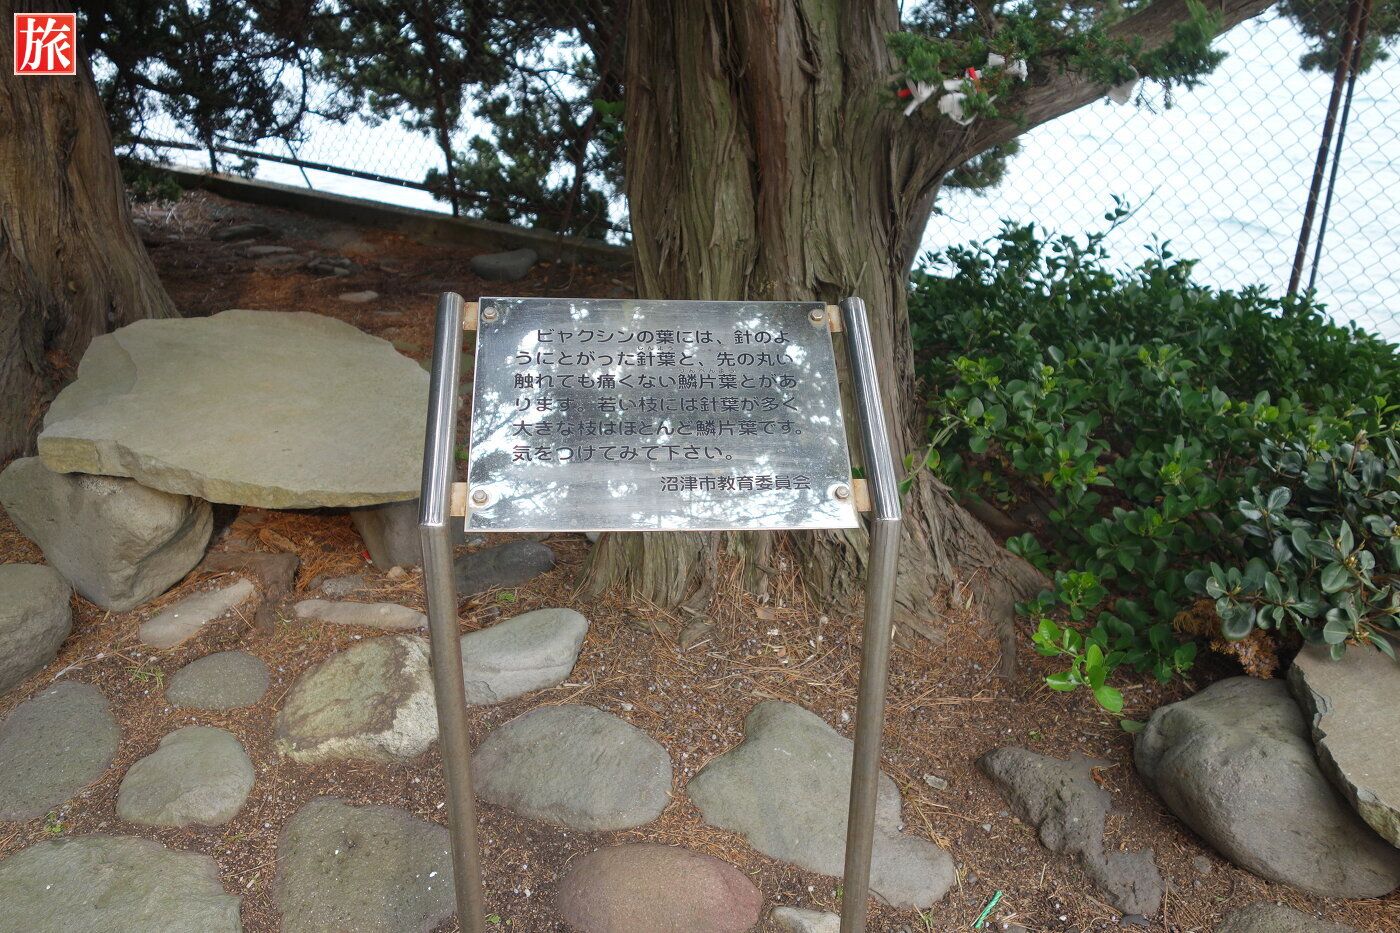 旅
ビャクシンの葉には、針のよ
うにとがった針葉と、先の丸い
触れても痛くない鱗片葉とがあ
ります。若い枝には針葉が多く
大きな枝はほとんど鱗片葉です。
気をつけてみて下さい。
沼津市教育委員会